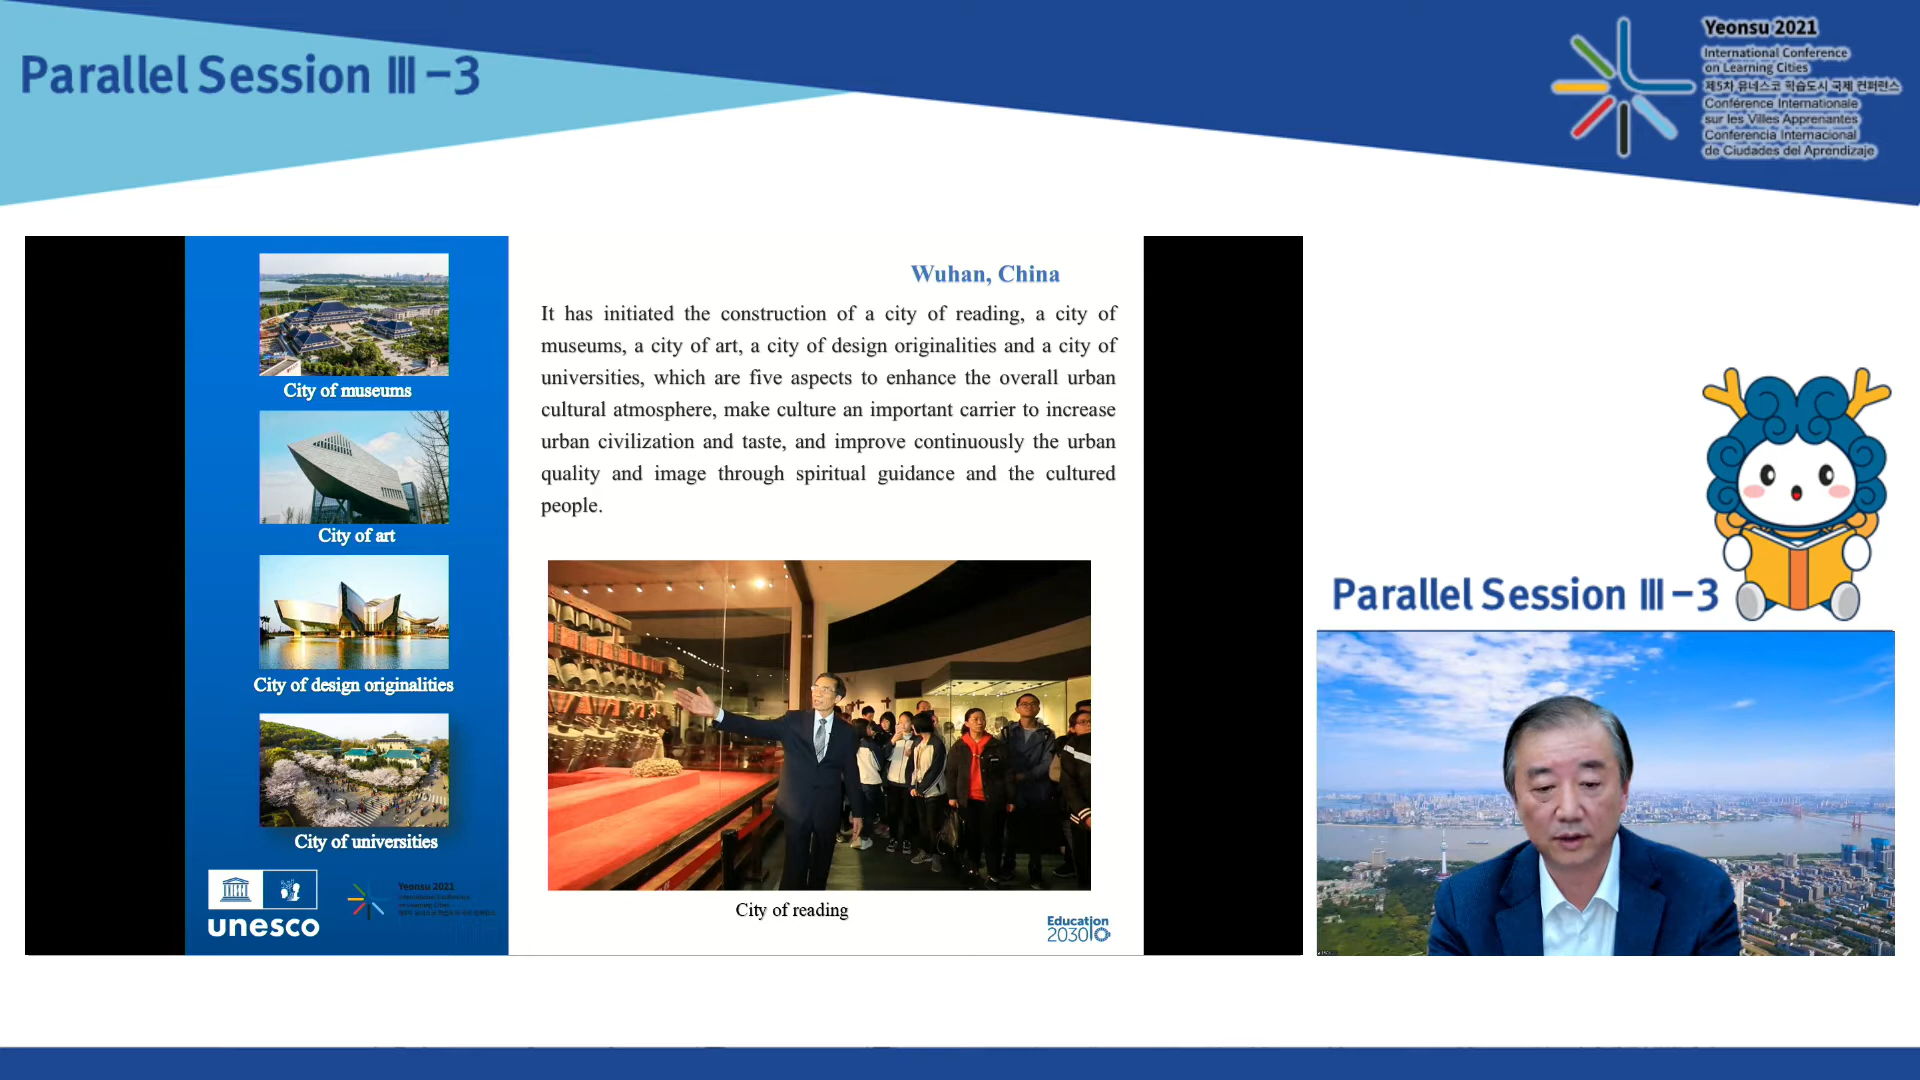 Parallel Session Ⅲ-3
Yeonsu 2021
International Conference
on Learning Cities
제5차 유네스코 학습도시 국제 컨퍼런스
Conférence Internationale
sur les Villes Apprenantes
Conferencia Internacional
de Ciudades del Aprendizaje
City of museums
City of art
City of design originalities
City of universities
unesco
Yeonsu 2021
Wuhan, China
It has initiated the construction of a city of reading, a city of
museums, a city of art, a city of design originalities and a city of
universities, which are five aspects to enhance the overall urban
cultural atmosphere, make culture an important carrier to increase
urban civilization and taste, and improve continuously the urban
quality and image through spiritual guidance and the cultured
people.
City of reading
Education
2030
Parallel Session Ⅲ-3